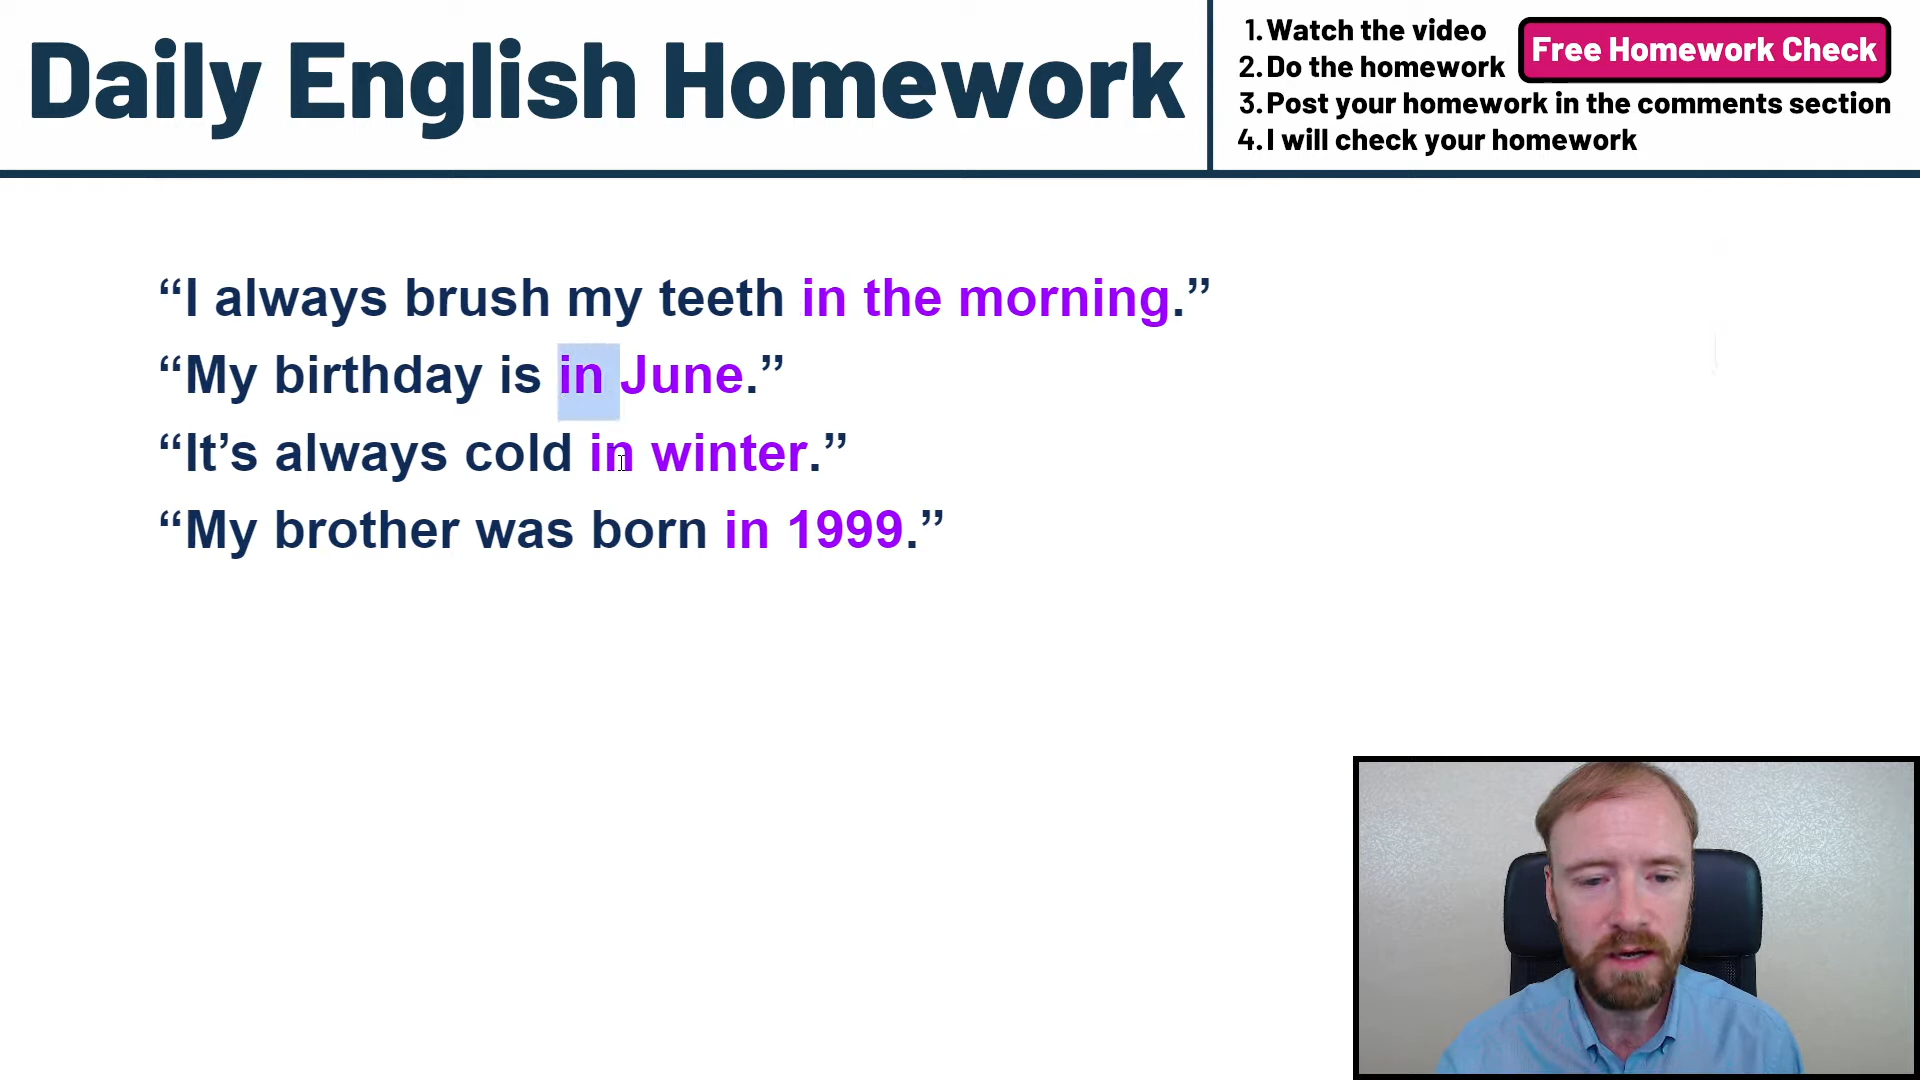 Daily English Homework
1. Watch the video
2. Do the homework
Free Homework Check
3. Post your homework in the comments section
4. I will check your homework
“I always brush my teeth in the morning.”
“My birthday is in June.”
“It’s always cold in winter.”
“My brother was born in 1999.”